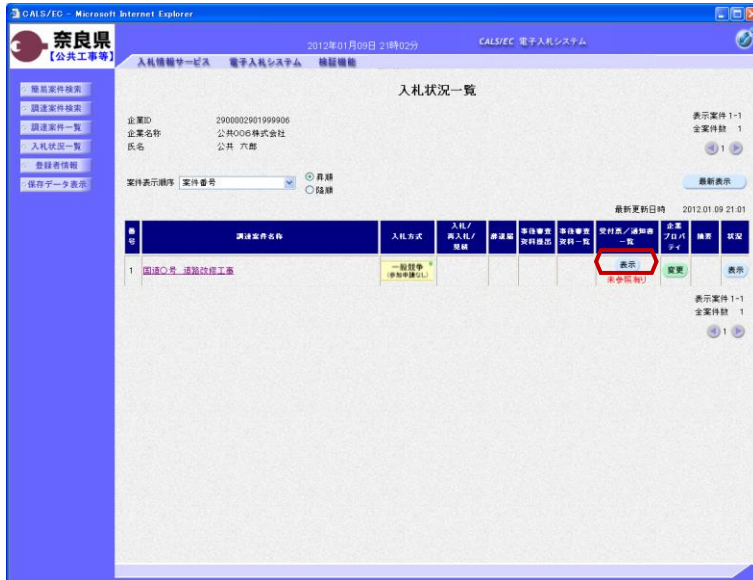 CALS/EC - Microsoft Internet Explorer
奈良県
【公共工事等】
2012年01月09日 21時02分
CALS/EC 電子入札システム
入札情報サービス 電子入札システム 検証機能
簡易案件検索
調達案件検索
調達案件一覧
入札状況一覧
登録者情報
保存データ表示
入札状況一覧
企業ID 2900002901999906
企業名称 公共006株式会社
氏名 公共 六郎
表示案件 1-1
全案件数 1
1
案件表示順序 案件番号
昇順
降順
最新表示
最新更新日時 2012.01.09 21:01
番号 調達案件名称 入札方式 入札/再入札/見積 辞退届 事後審査資料提出 事後審査資料一覧 受付票/通知書一覧 企業プロパティ 摘要 状況
1 国道○号 道路改修工事 一般競争(参加申請なし) 表示 未参照有り 変更 表示
表示案件 1-1
全案件数 1
1